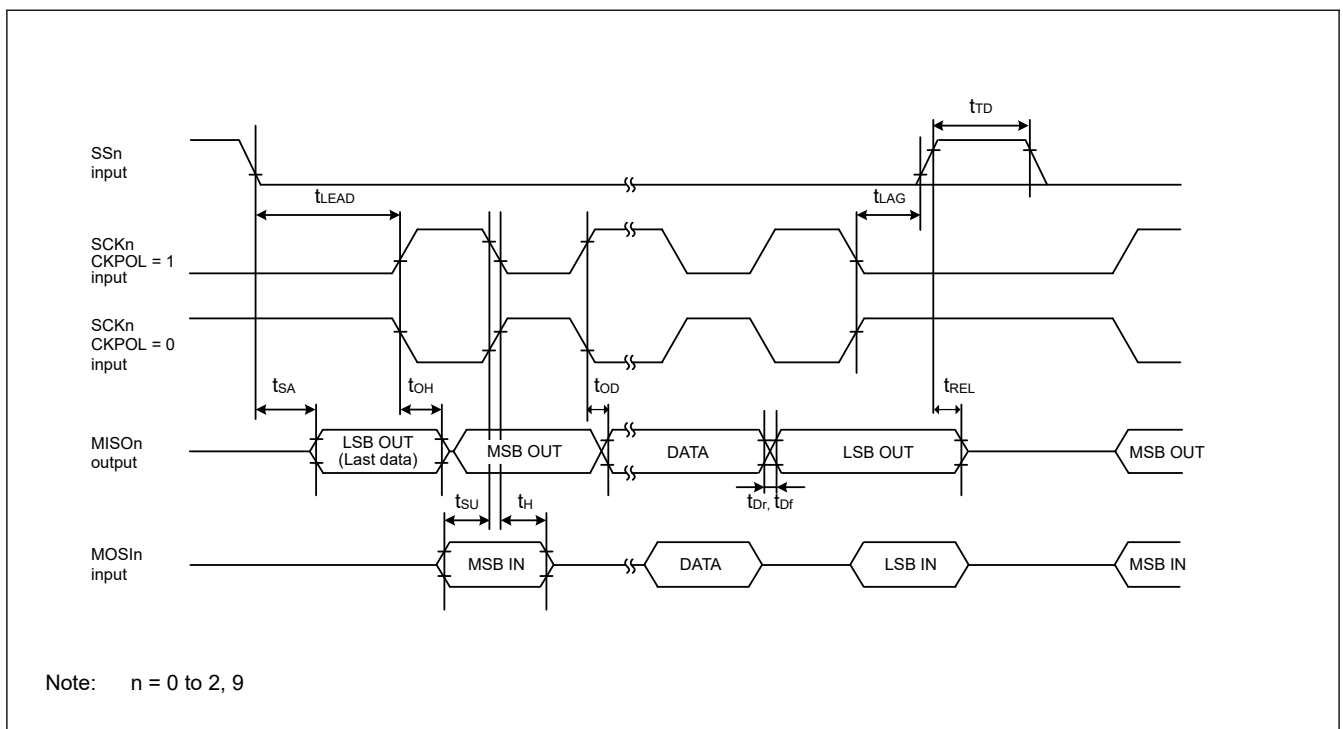 tTD
SSn
input
tLEAD
tLAG
SCKn
CKPOL = 1
input
SCKn
CKPOL = 0
input
tSA
tOH
tOD
tREL
MISOn
output
LSB OUT
(Last data)
MSB OUT
DATA
LSB OUT
MSB OUT
tSU
tH
tDr, tDf
MOSIn
input
MSB IN
DATA
LSB IN
MSB IN
Note: n = 0 to 2, 9